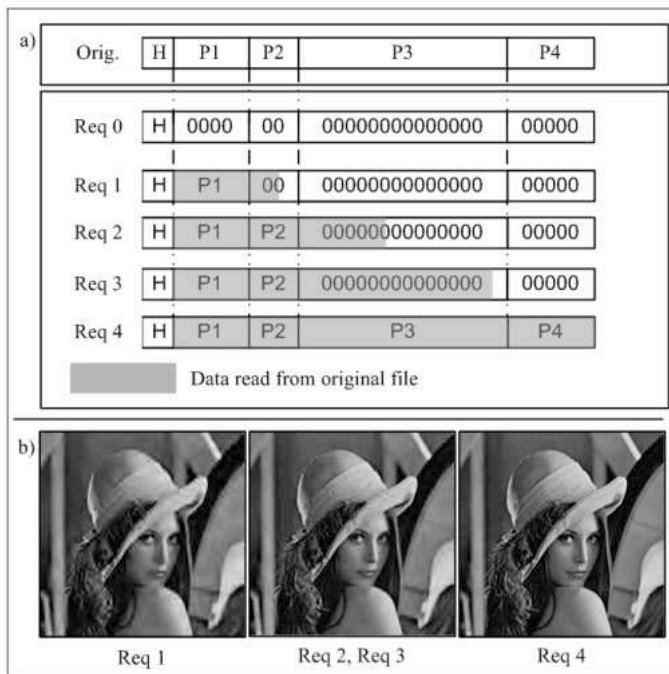 a)
Orig. H P1 P2 P3 P4
Req 0 H 0000 00 00000000000000 00000
Req 1 H P1 00 00000000000000 00000
Req 2 H P1 P2 00000000000000 00000
Req 3 H P1 P2 00000000000000 00000
Req 4 H P1 P2 P3 P4
Data read from original file
b)
Req 1 Req 2, Req 3 Req 4